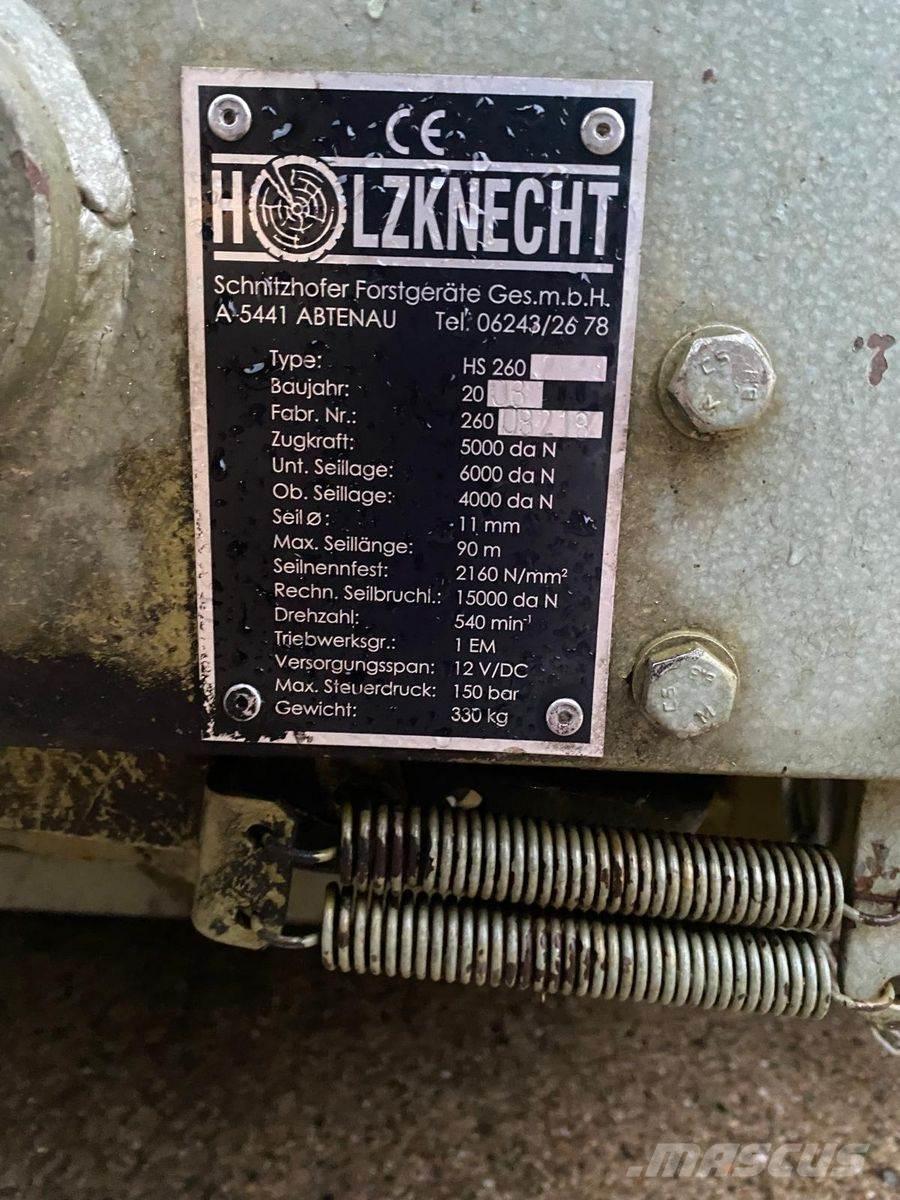 CE
HOLZKNECHT
Schnitzhofer Forstgeräte Ges.m.b.H.
A-5441 ABTENAU Tel. 06243/26 78
Type: HS 260
Baujahr: 20 03
Fabr. Nr.: 260
Zugkraft: 5000 da N
Unt. Seillage: 6000 da N
Ob. Seillage: 4000 da N
Seil Ø: 11 mm
Max. Seillänge: 90 m
Seilnennfest: 2160 N/mm²
Rechn. Seilbruchl.: 15000 da N
Drehzahl: 540 min⁻¹
Triebwerksgr.: 1 EM
Versorgungsspan: 12 V/DC
Max. Steuerdruck: 150 bar
Gewicht: 330 kg
MASCUS